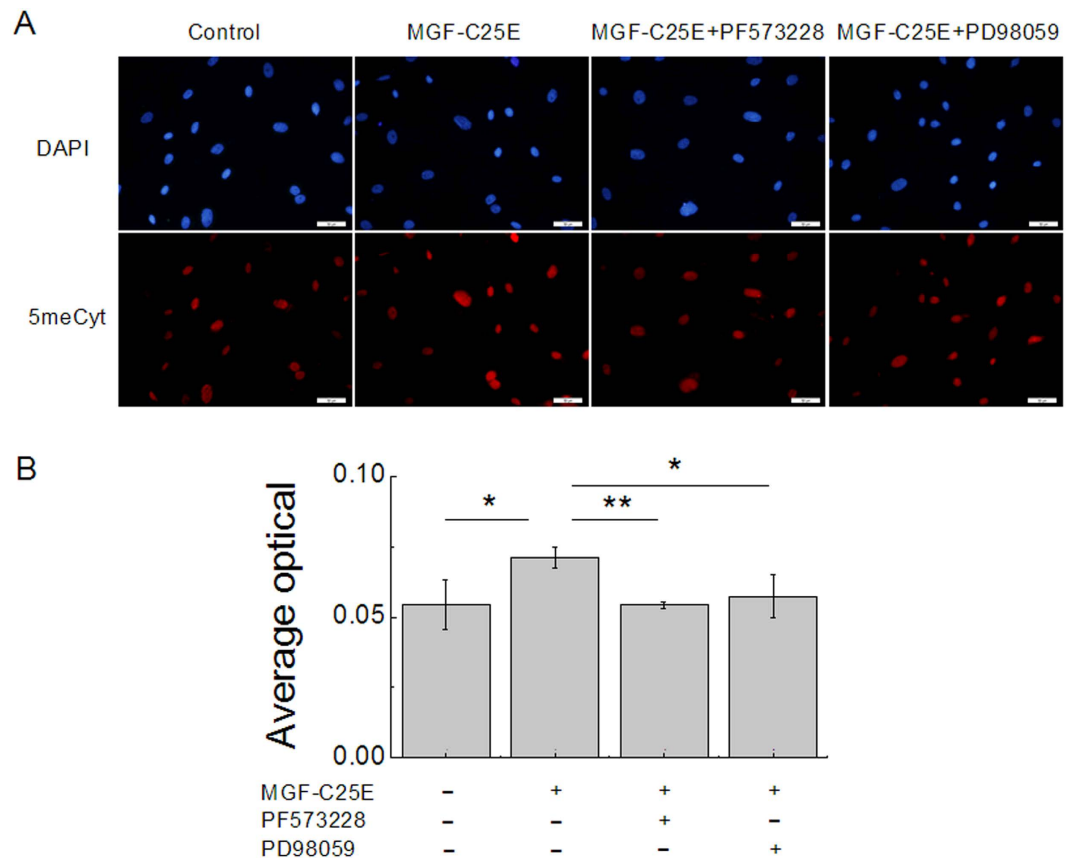 A
Control MGF-C25E MGF-C25E+PF573228 MGF-C25E+PD98059
DAPI
5meCyt
B
Average optical
0.10
0.05
0.00
* ** *
MGF-C25E − + + +
PF573228 − − + −
PD98059 − − − +